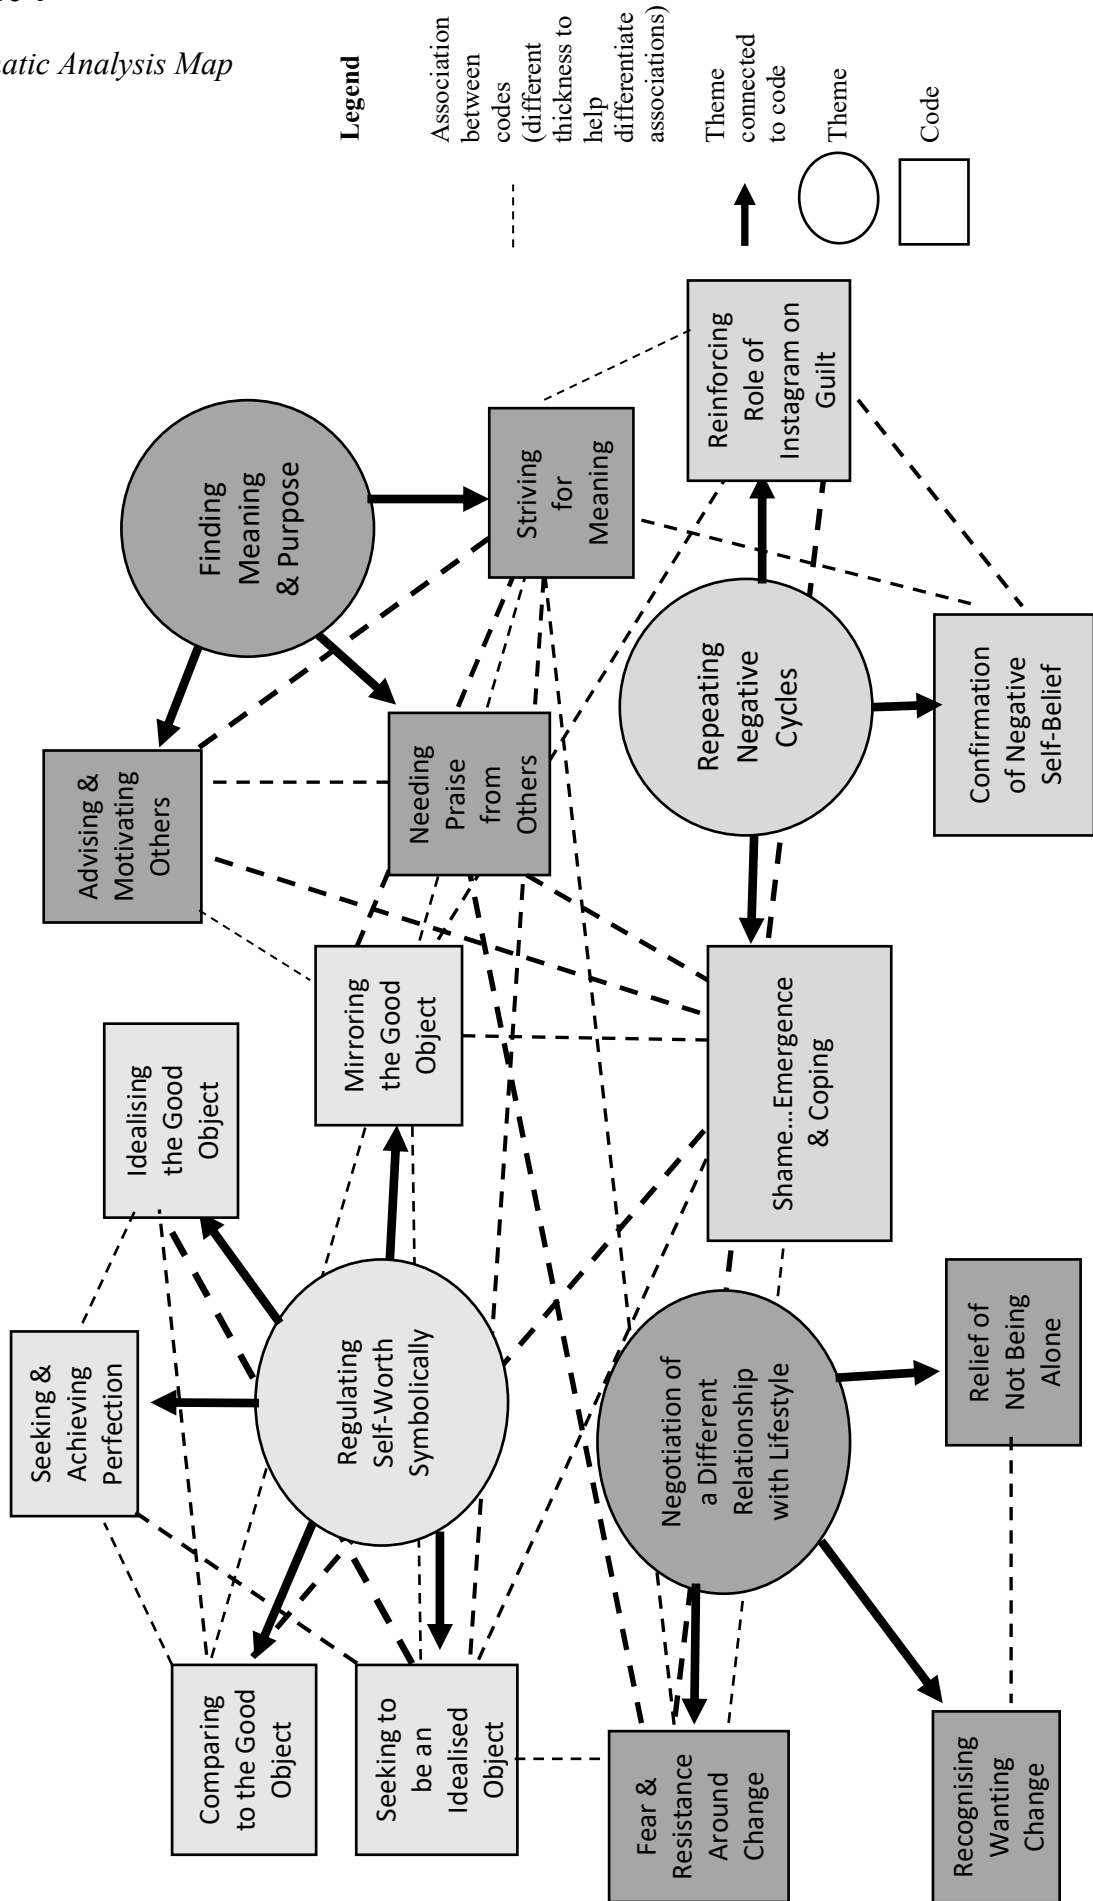 natic Analysis Map
Legend
Association
between
codes
(different
thickness to
help
differentiate
associations)
Theme
connected
to code
Theme
Code
Finding
Meaning
& Purpose
Advising &
Motivating
Others
Needing
Praise
from
Others
Striving
for
Meaning
Reinforcing
Role of
Instagram on
Guilt
Repeating
Negative
Cycles
Confirmation
of Negative
Self-Belief
Shame...Emergence
& Coping
Idealising
the Good
Object
Mirroring
the Good
Object
Seeking &
Achieving
Perfection
Regulating
Self-Worth
Symbolically
Comparing
to the Good
Object
Seeking to
be an
Idealised
Object
Negotiation of
a Different
Relationship
with Lifestyle
Relief of
Not Being
Alone
Fear &
Resistance
Around
Change
Recognising
Wanting
Change